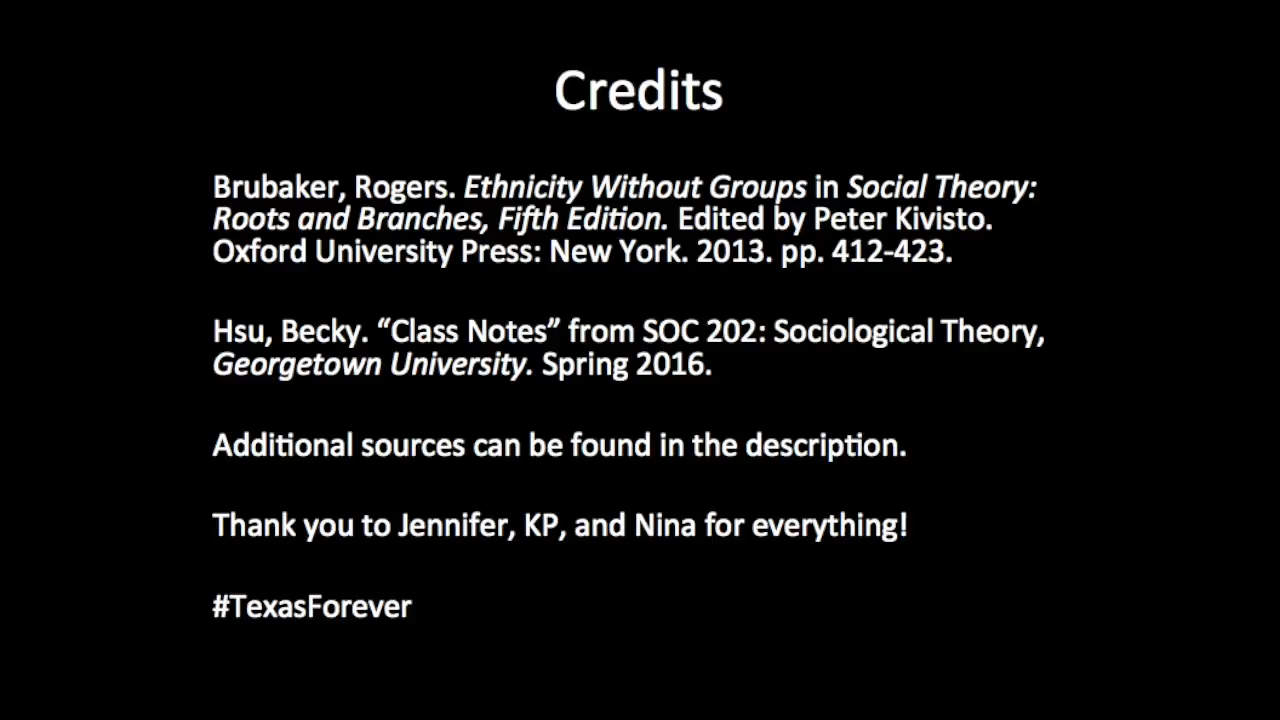 Credits
Brubaker, Rogers. Ethnicity Without Groups in Social Theory:
Roots and Branches, Fifth Edition. Edited by Peter Kivisto.
Oxford University Press: New York. 2013. pp. 412-423.
Hsu, Becky. “Class Notes” from SOC 202: Sociological Theory,
Georgetown University. Spring 2016.
Additional sources can be found in the description.
Thank you to Jennifer, KP, and Nina for everything!
#TexasForever